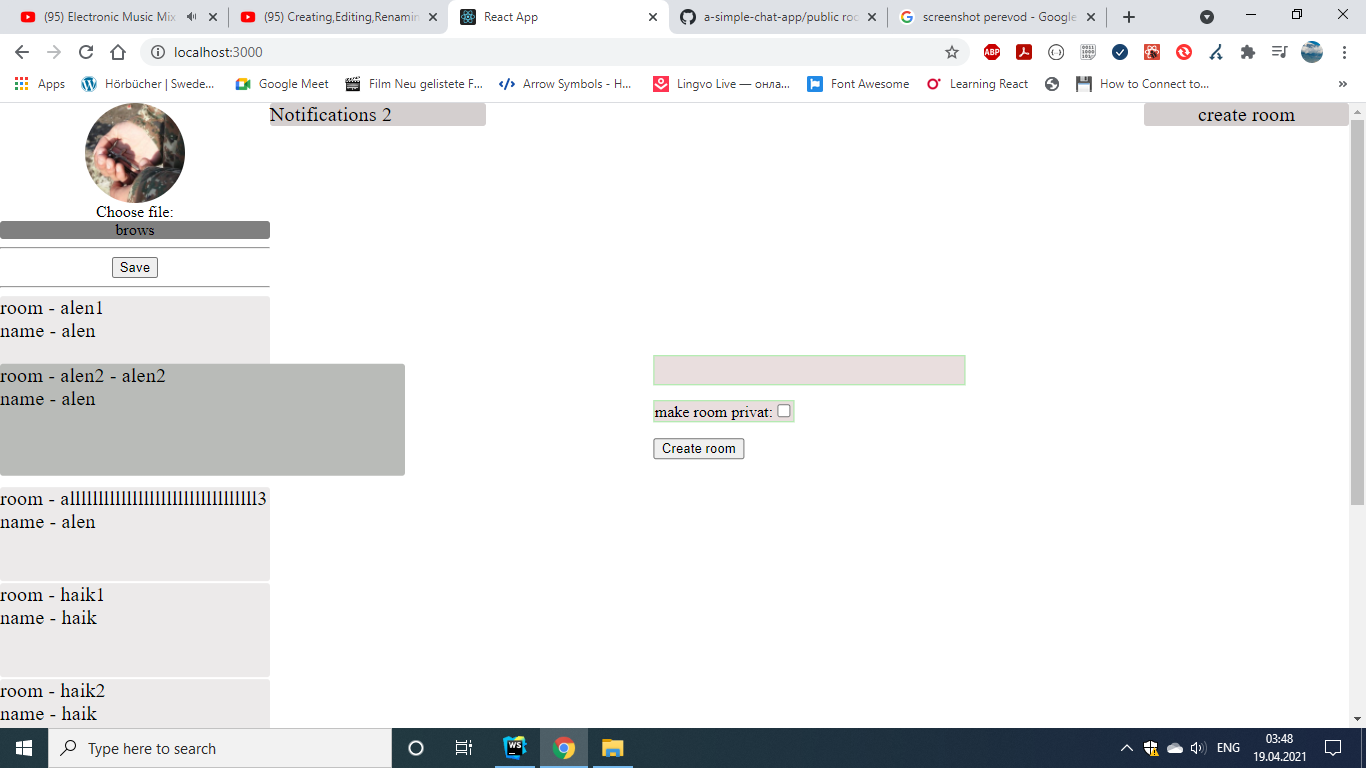 (95) Electronic Music Mix
(95) Creating,Editing,Renamin
React App
a-simple-chat-app/public roo
screenshot perevod - Google
localhost:3000
ABP
Apps
Hörbücher | Swede...
Google Meet
Film Neu gelistete F...
Arrow Symbols - H...
Lingvo Live — онла...
Font Awesome
Learning React
How to Connect to...
»
Notifications 2
create room
Choose file:
brows
Save
room - alen1
name - alen
room - alen2 - alen2
name - alen
room - alllllllllllllllllllllllllllllllll3
name - alen
room - haik1
name - haik
room - haik2
name - haik
make room privat:
Create room
Type here to search
WS
ENG
03:48
19.04.2021